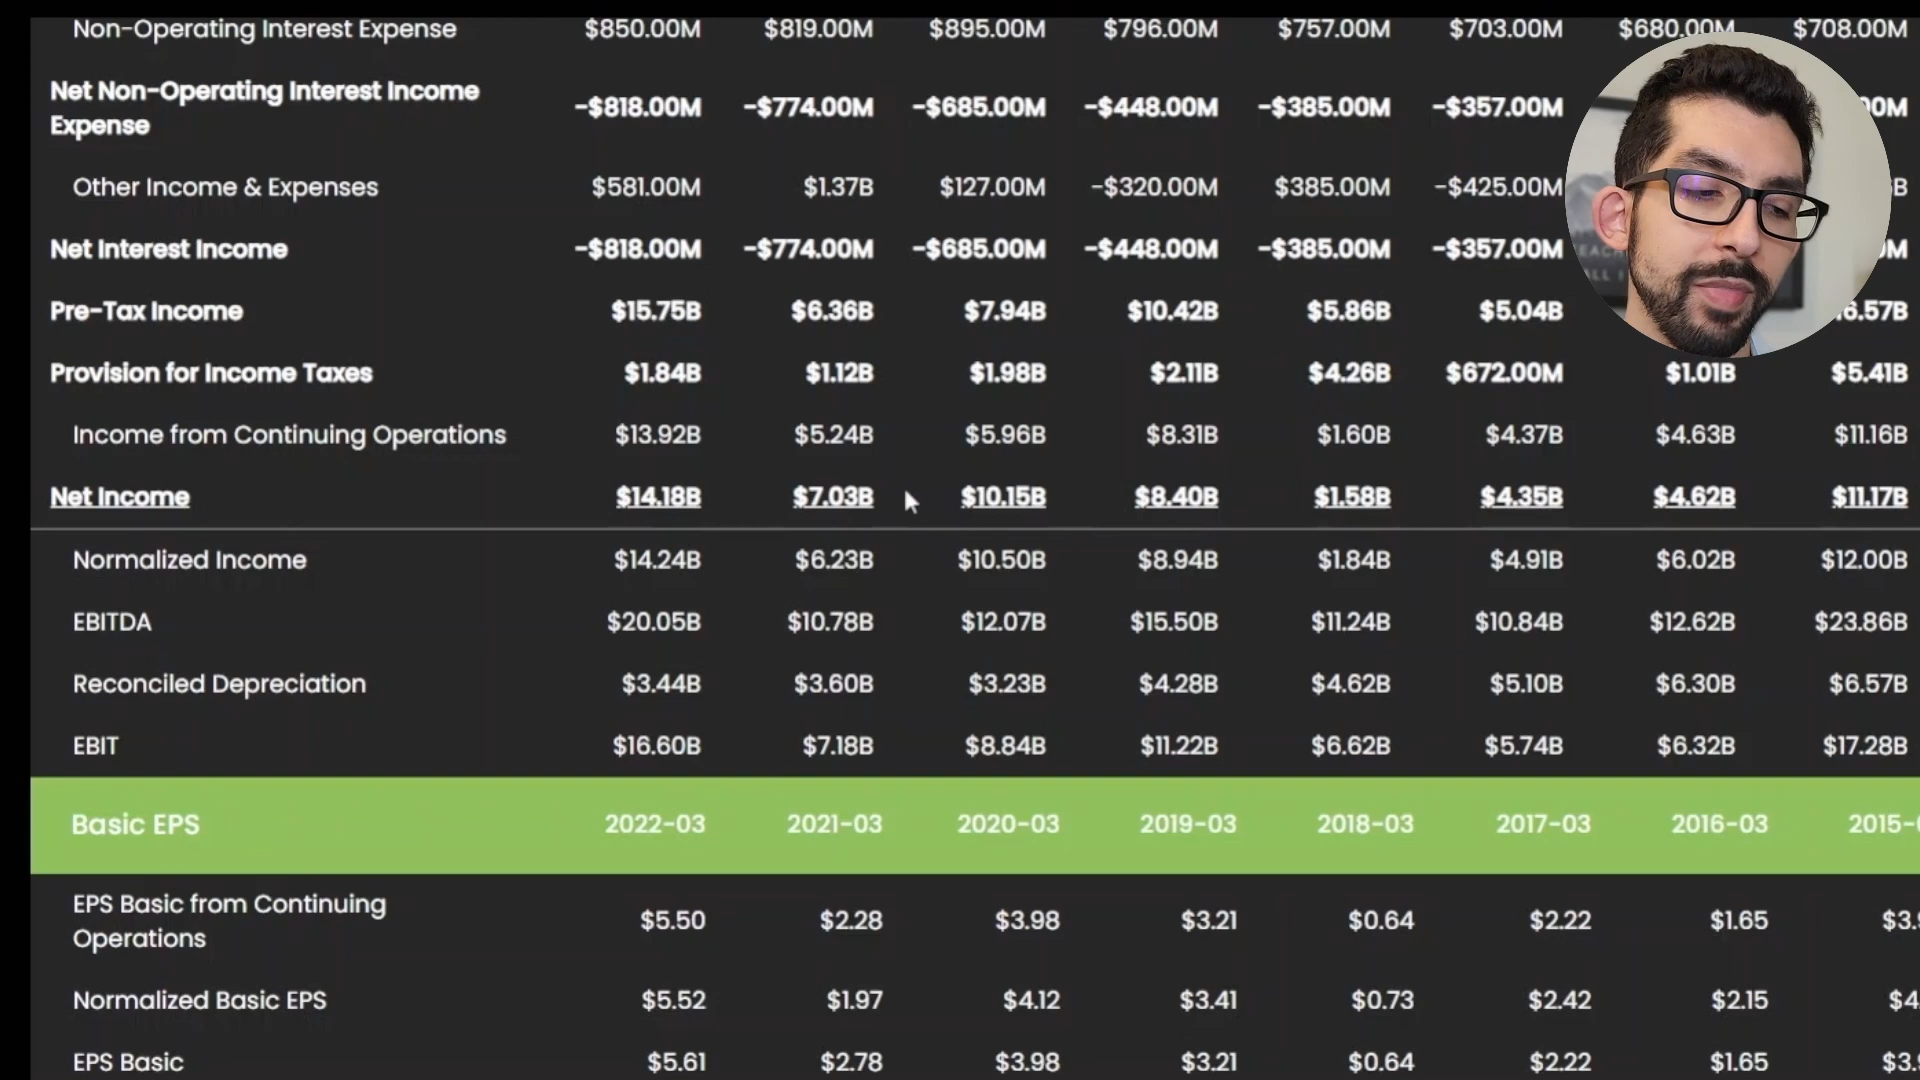 Non-Operating Interest Expense $850.00M $819.00M $895.00M $796.00M $757.00M $703.00M $680.00M $708.00M
Net Non-Operating Interest Income
Expense -$818.00M -$774.00M -$685.00M -$448.00M -$385.00M -$357.00M
Other Income & Expenses $581.00M $1.37B $127.00M -$320.00M $385.00M -$425.00M
Net Interest Income -$818.00M -$774.00M -$685.00M -$448.00M -$385.00M -$357.00M
Pre-Tax Income $15.75B $6.36B $7.94B $10.42B $5.86B $5.04B
Provision for Income Taxes $1.84B $1.12B $1.98B $2.11B $4.26B $672.00M $1.01B $5.41B
Income from Continuing Operations $13.92B $5.24B $5.96B $8.31B $1.60B $4.37B $4.63B $11.16B
Net Income $14.18B $7.03B $10.15B $8.40B $1.58B $4.35B $4.62B $11.17B
Normalized Income $14.24B $6.23B $10.50B $8.94B $1.84B $4.91B $6.02B $12.00B
EBITDA $20.05B $10.78B $12.07B $15.50B $11.24B $10.84B $12.62B $23.86B
Reconciled Depreciation $3.44B $3.60B $3.23B $4.28B $4.62B $5.10B $6.30B $6.57B
EBIT $16.60B $7.18B $8.84B $11.22B $6.62B $5.74B $6.32B $17.28B
Basic EPS 2022-03 2021-03 2020-03 2019-03 2018-03 2017-03 2016-03 2015-
EPS Basic from Continuing
Operations $5.50 $2.28 $3.98 $3.21 $0.64 $2.22 $1.65
Normalized Basic EPS $5.52 $1.97 $4.12 $3.41 $0.73 $2.42 $2.15
EPS Basic $5.61 $2.78 $3.98 $3.21 $0.64 $2.22 $1.65